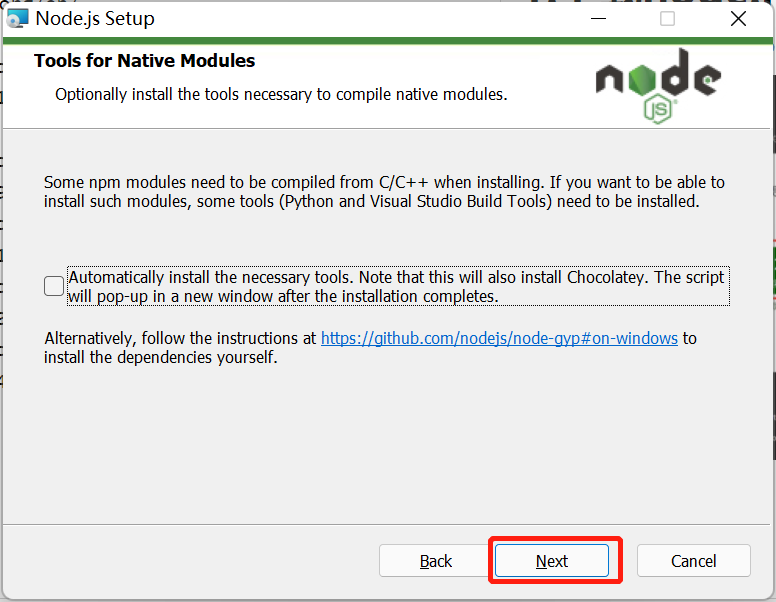 Node.js Setup
Tools for Native Modules
Optionally install the tools necessary to compile native modules.
node
JS
Some npm modules need to be compiled from C/C++ when installing. If you want to be able to
install such modules, some tools (Python and Visual Studio Build Tools) need to be installed.
Automatically install the necessary tools. Note that this will also install Chocolatey. The script
will pop-up in a new window after the installation completes.
Alternatively, follow the instructions at https://github.com/nodejs/node-gyp#on-windows to
install the dependencies yourself.
Back
Next
Cancel